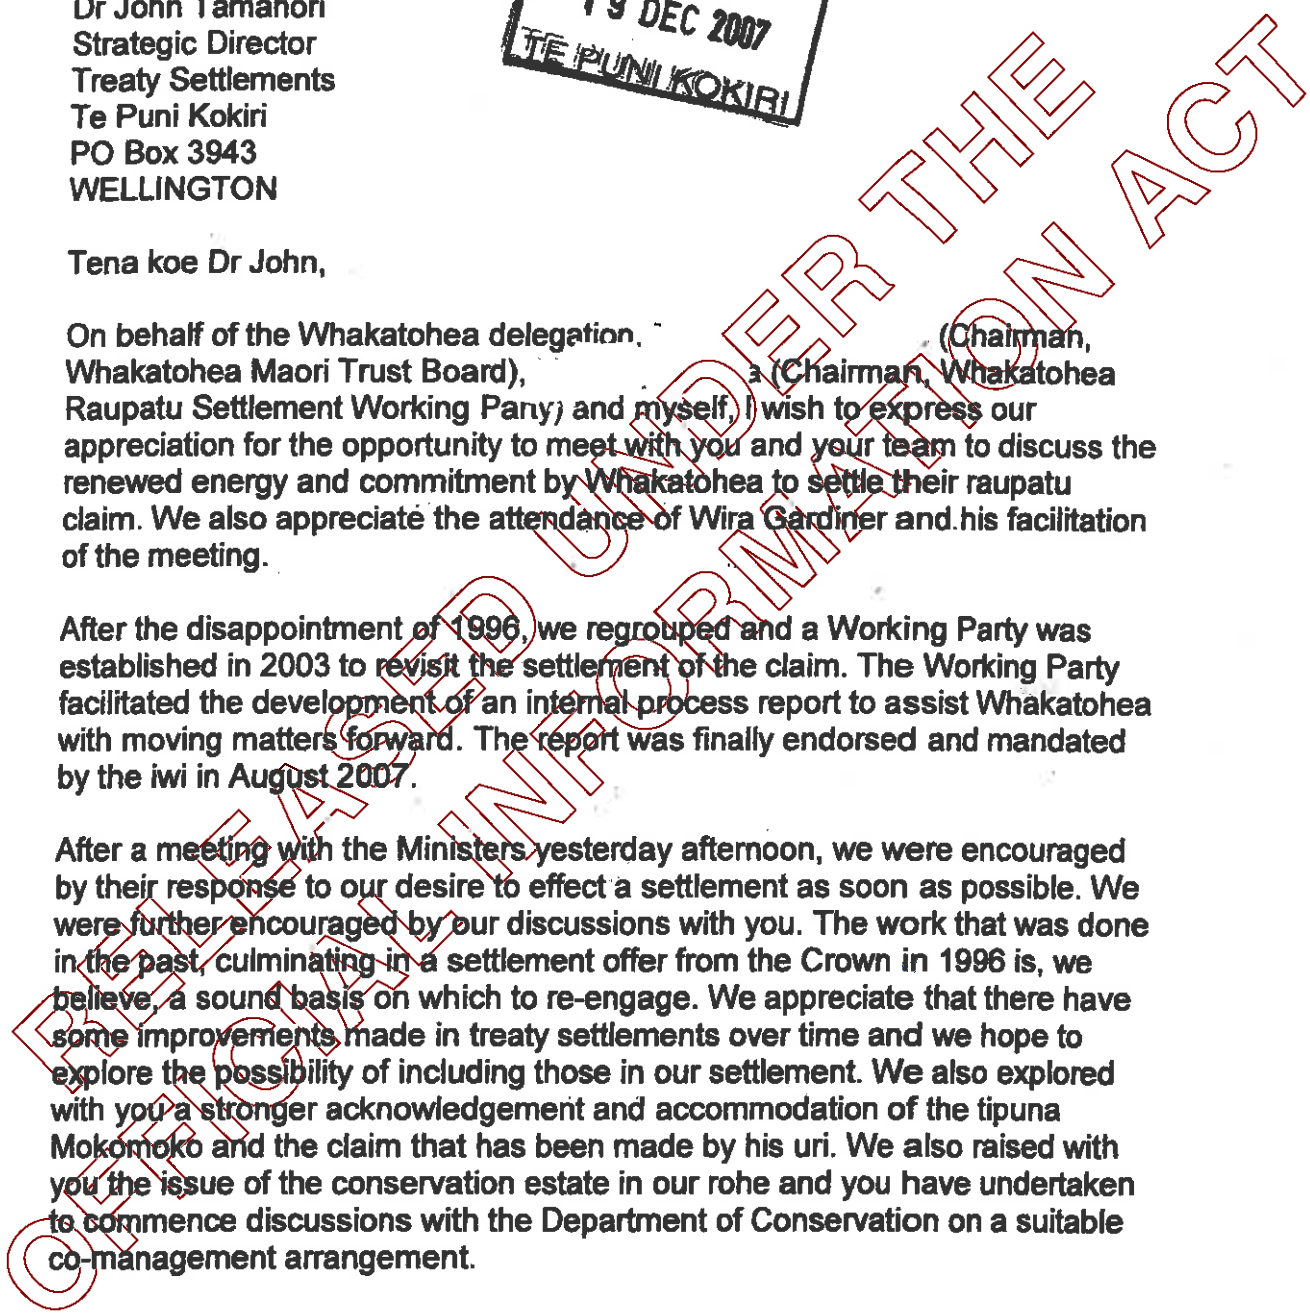 Dr John Tamahori
Strategic Director
Treaty Settlements
Te Puni Kokiri
PO Box 3943
WELLINGTON
19 DEC 2007
TE PUNI KOKIRI
Tena koe Dr John,
On behalf of the Whakatohea delegation, (Chairman,
Whakatohea Maori Trust Board), a (Chairman, Whakatohea
Raupatu Settlement Working Party) and myself, I wish to express our
appreciation for the opportunity to meet with you and your team to discuss the
renewed energy and commitment by Whakatohea to settle their raupatu
claim. We also appreciate the attendance of Wira Gardiner and his facilitation
of the meeting.
After the disappointment of 1996, we regrouped and a Working Party was
established in 2003 to revisit the settlement of the claim. The Working Party
facilitated the development of an internal process report to assist Whakatohea
with moving matters forward. The report was finally endorsed and mandated
by the iwi in August 2007.
After a meeting with the Ministers yesterday afternoon, we were encouraged
by their response to our desire to effect a settlement as soon as possible. We
were further encouraged by our discussions with you. The work that was done
in the past, culminating in a settlement offer from the Crown in 1996 is, we
believe, a sound basis on which to re-engage. We appreciate that there have
some improvements made in treaty settlements over time and we hope to
explore the possibility of including those in our settlement. We also explored
with you a stronger acknowledgement and accommodation of the tipuna
Mokomoko and the claim that has been made by his uri. We also raised with
you the issue of the conservation estate in our rohe and you have undertaken
to commence discussions with the Department of Conservation on a suitable
co-management arrangement.
RELEASED UNDER THE
OFFICIAL INFORMATION ACT